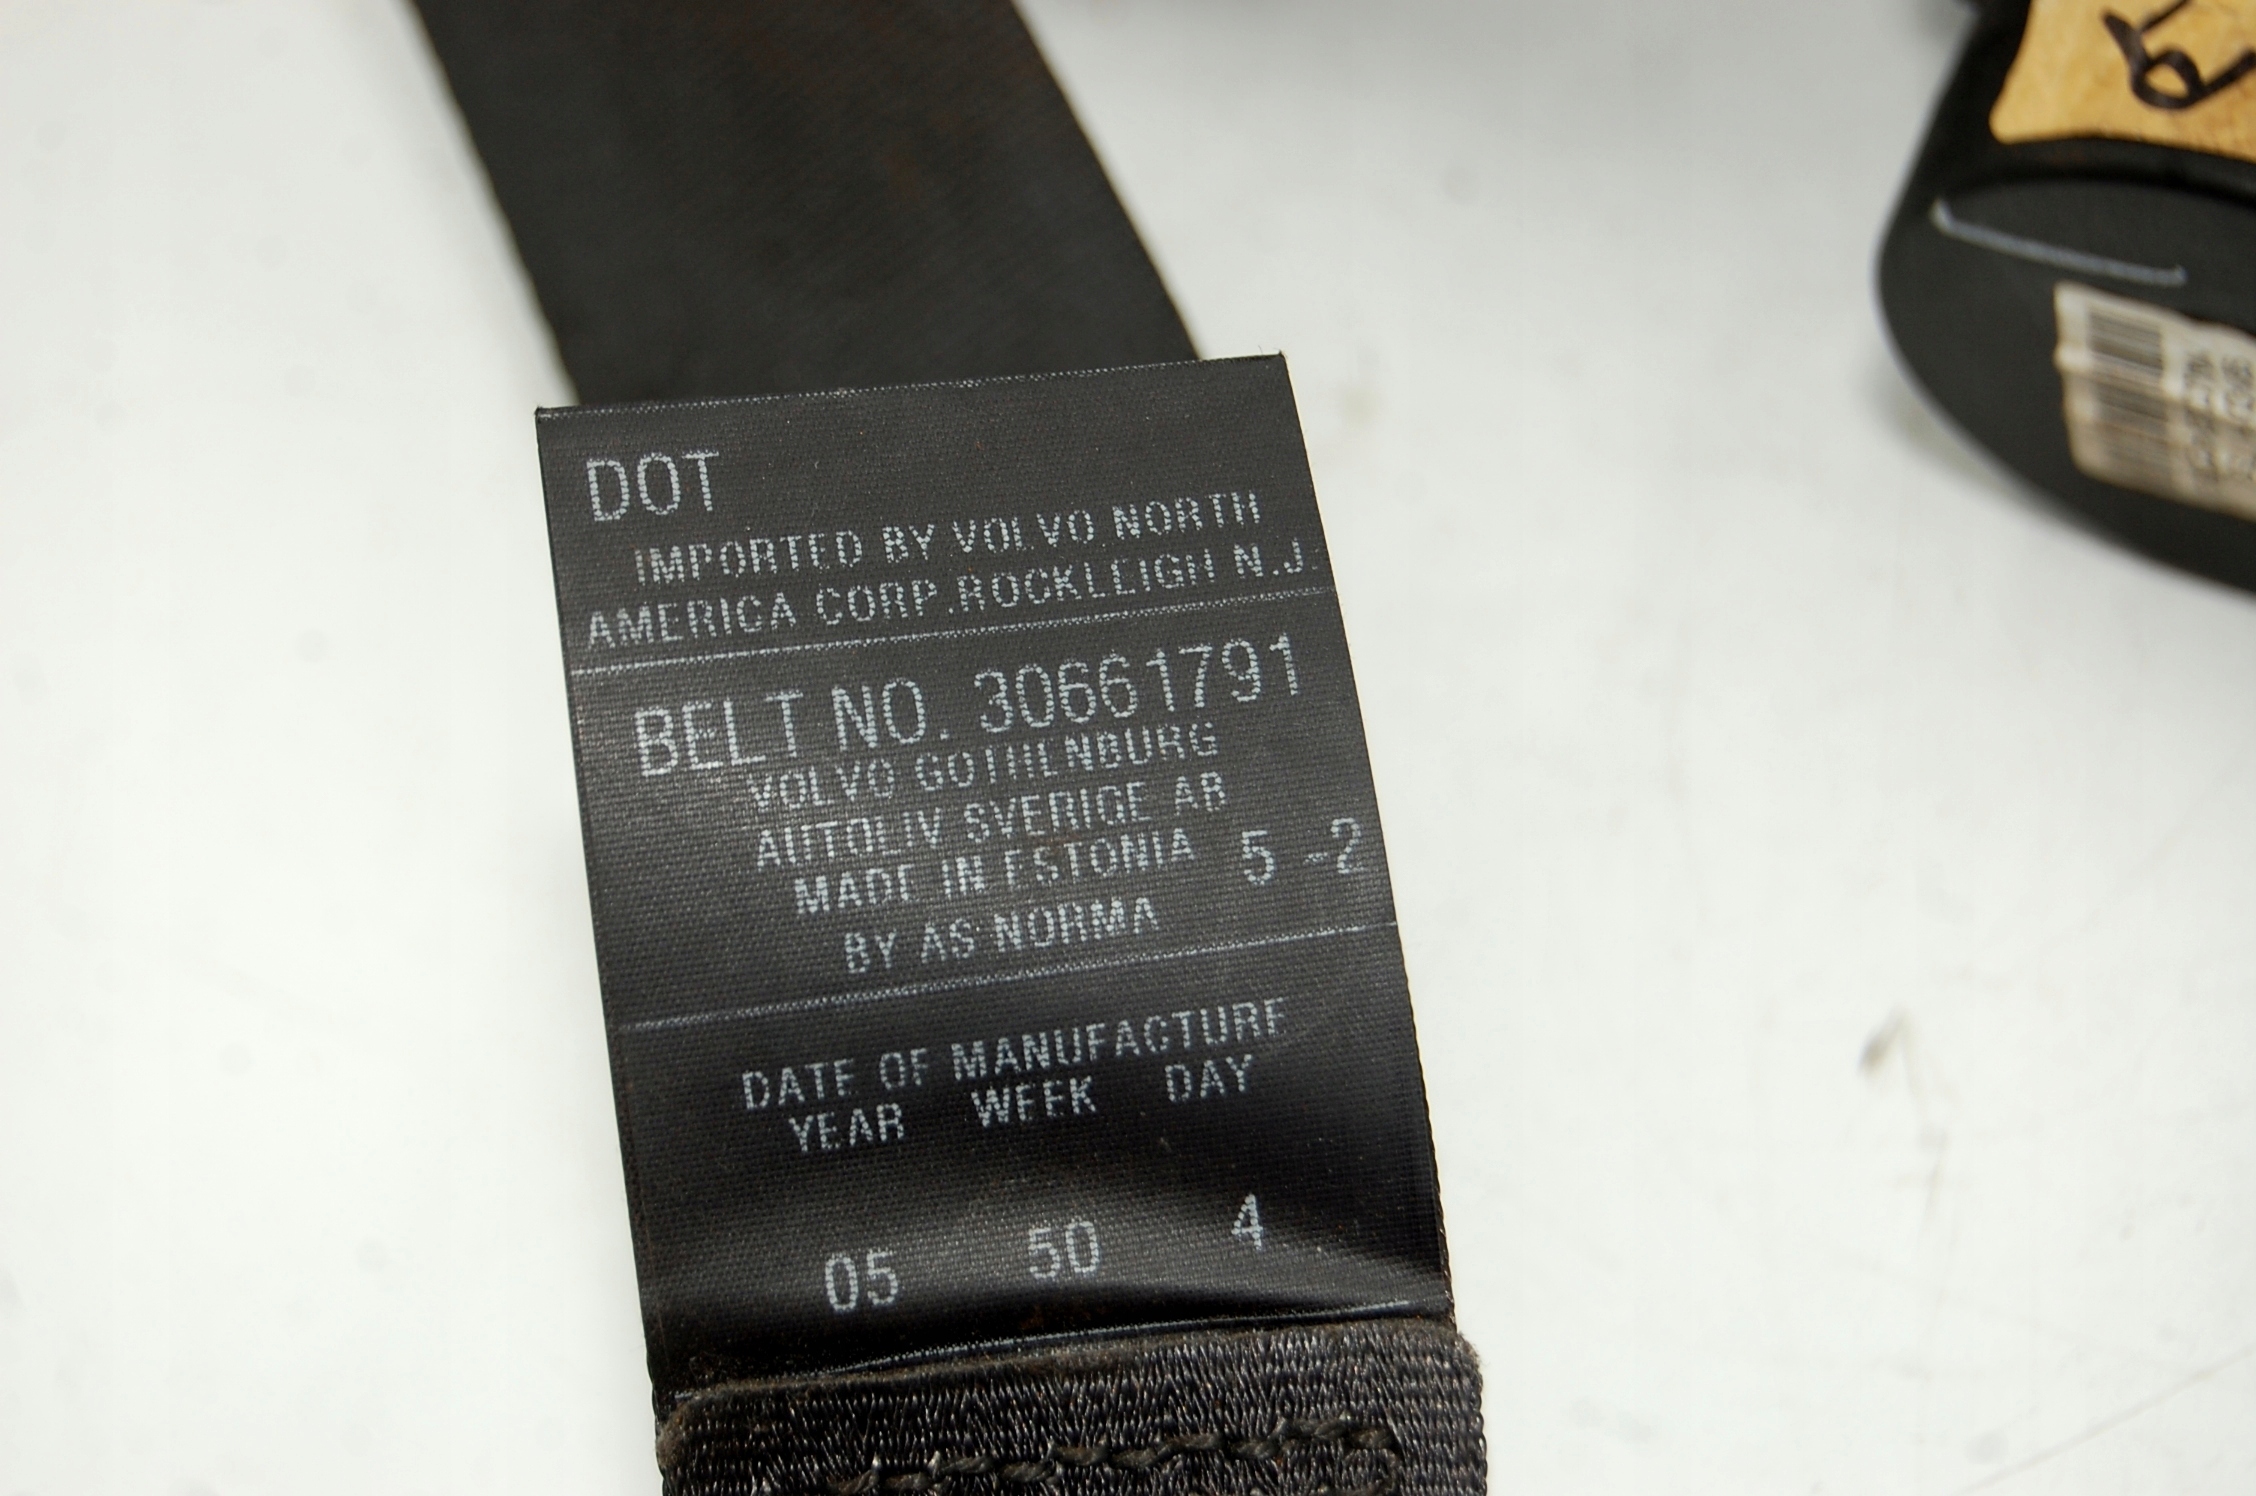 DOT
IMPORTED BY VOLVO NORTH
AMERICA CORP.ROCKLEIGH N.J.
BELT NO. 30661791
VOLVO GOTHENBURG
AUTOLIV SVERIGE AB
MADE IN ESTONIA 5 -2
BY AS NORMA
DATE OF MANUFACTURE
YEAR WEEK DAY
05 50 4